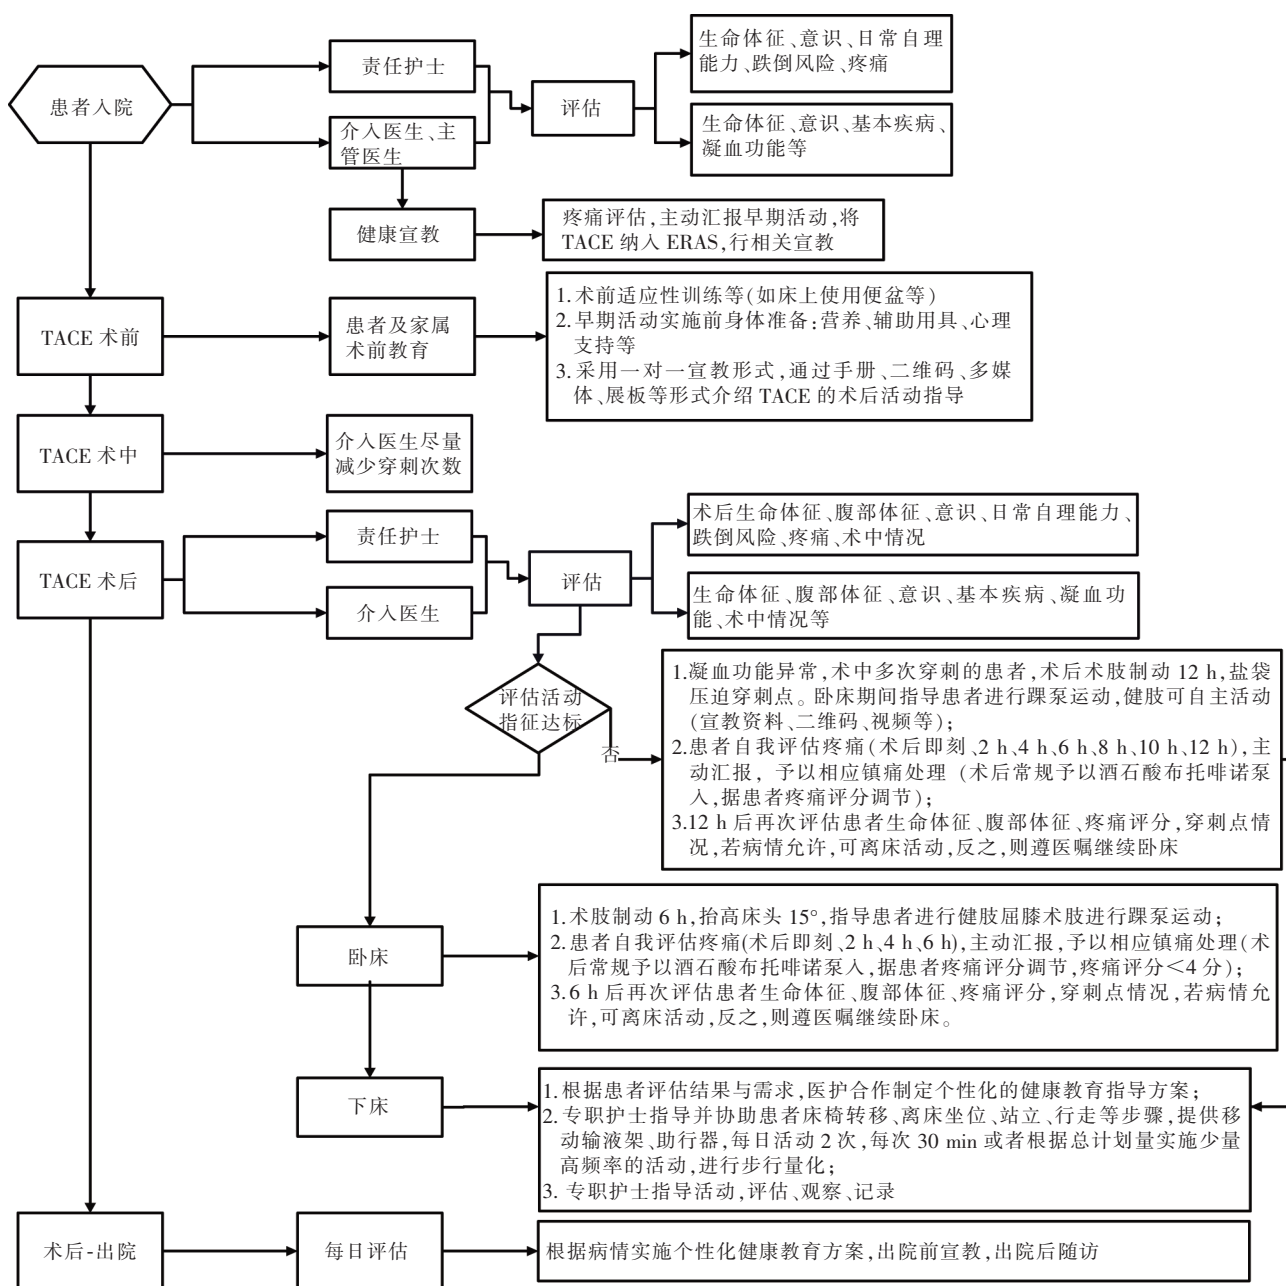 患者入院
责任护士
介入医生、主
管医生
评估
生命体征、意识、日常自理
能力、跌倒风险、疼痛
生命体征、意识、基本疾病、
凝血功能等
健康宣教
疼痛评估,主动汇报早期活动,将
TACE 纳入 ERAS,行相关宣教
TACE 术前
患者及家属
术前教育
1.术前适应性训练等(如床上使用便盆等)
2.早期活动实施前身体准备:营养、辅助用具、心理
支持等
3. 采用一对一宣教形式,通过手册、二维码、多媒
体、展板等形式介绍 TACE 的术后活动指导
TACE 术中
介入医生尽量
减少穿刺次数
TACE 术后
责任护士
介入医生
评估
术后生命体征、腹部体征、意识、日常自理能力、
跌倒风险、疼痛、术中情况
生命体征、腹部体征、意识、基本疾病、凝血功
能、术中情况等
评估活动
指征达标
否
1.凝血功能异常,术中多次穿刺的患者,术后术肢制动 12 h,盐袋
压迫穿刺点。卧床期间指导患者进行踝泵运动,健肢可自主活动
(宣教资料、二维码、视频等);
2.患者自我评估疼痛(术后即刻、2 h、4 h、6 h、8 h、10 h、12 h),主
动汇报,予以相应镇痛处理(术后常规予以酒石酸布托啡诺泵
入,据患者疼痛评分调节);
3.12 h 后再次评估患者生命体征、腹部体征、疼痛评分,穿刺点情
况,若病情允许,可离床活动,反之,则遵医嘱继续卧床
卧床
1.术肢制动 6 h,抬高床头 15°,指导患者进行健肢屈膝术肢进行踝泵运动;
2.患者自我评估疼痛(术后即刻、2 h、4 h、6 h),主动汇报,予以相应镇痛处理(术
后常规予以酒石酸布托啡诺泵入,据患者疼痛评分调节,疼痛评分<4 分);
3.6 h 后再次评估患者生命体征、腹部体征、疼痛评分,穿刺点情况,若病情允
许,可离床活动,反之,则遵医嘱继续卧床。
下床
1.根据患者评估结果与需求,医护合作制定个性化的健康教育指导方案;
2. 专职护士指导并协助患者床椅转移、离床坐位、站立、行走等步骤,提供移
动输液架、助行器,每日活动 2 次,每次 30 min 或者根据总计划量实施少量
高频率的活动,进行步行量化;
3. 专职护士指导活动,评估、观察、记录
术后-出院
每日评估
根据病情实施个性化健康教育方案,出院前宣教,出院后随访